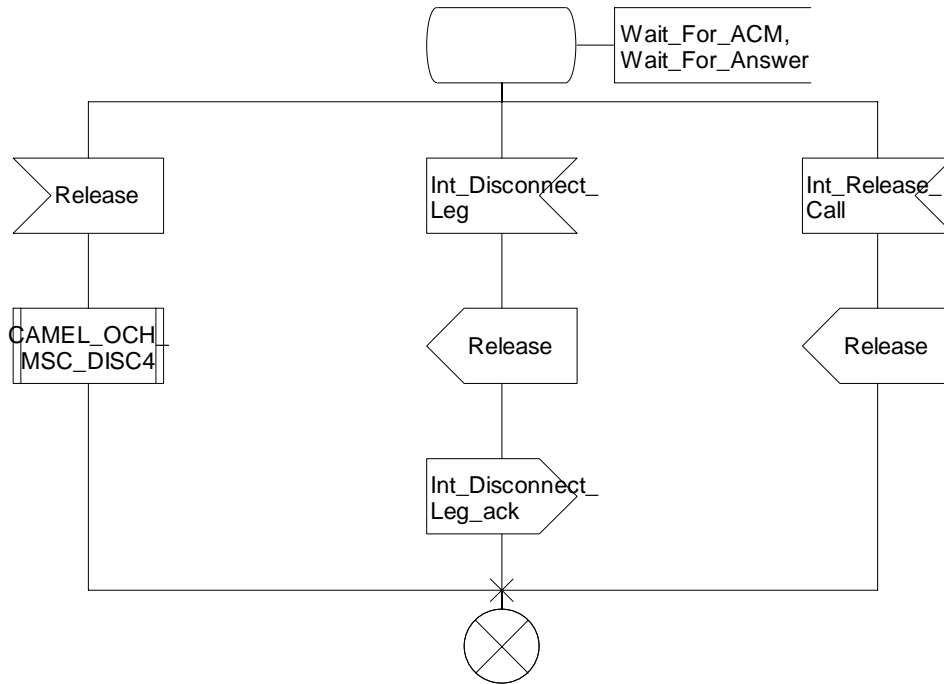 Wait_For_ACM,
Wait_For_Answer
Release
Int_Disconnect_
Leg
Int_Release_
Call
CAMEL_OCH_
MSC_DISC4
Release
Release
Int_Disconnect_
Leg_ack